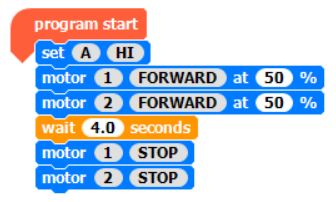 program start
set A HI
motor 1 FORWARD at 50 %
motor 2 FORWARD at 50 %
wait 4.0 seconds
motor 1 STOP
motor 2 STOP